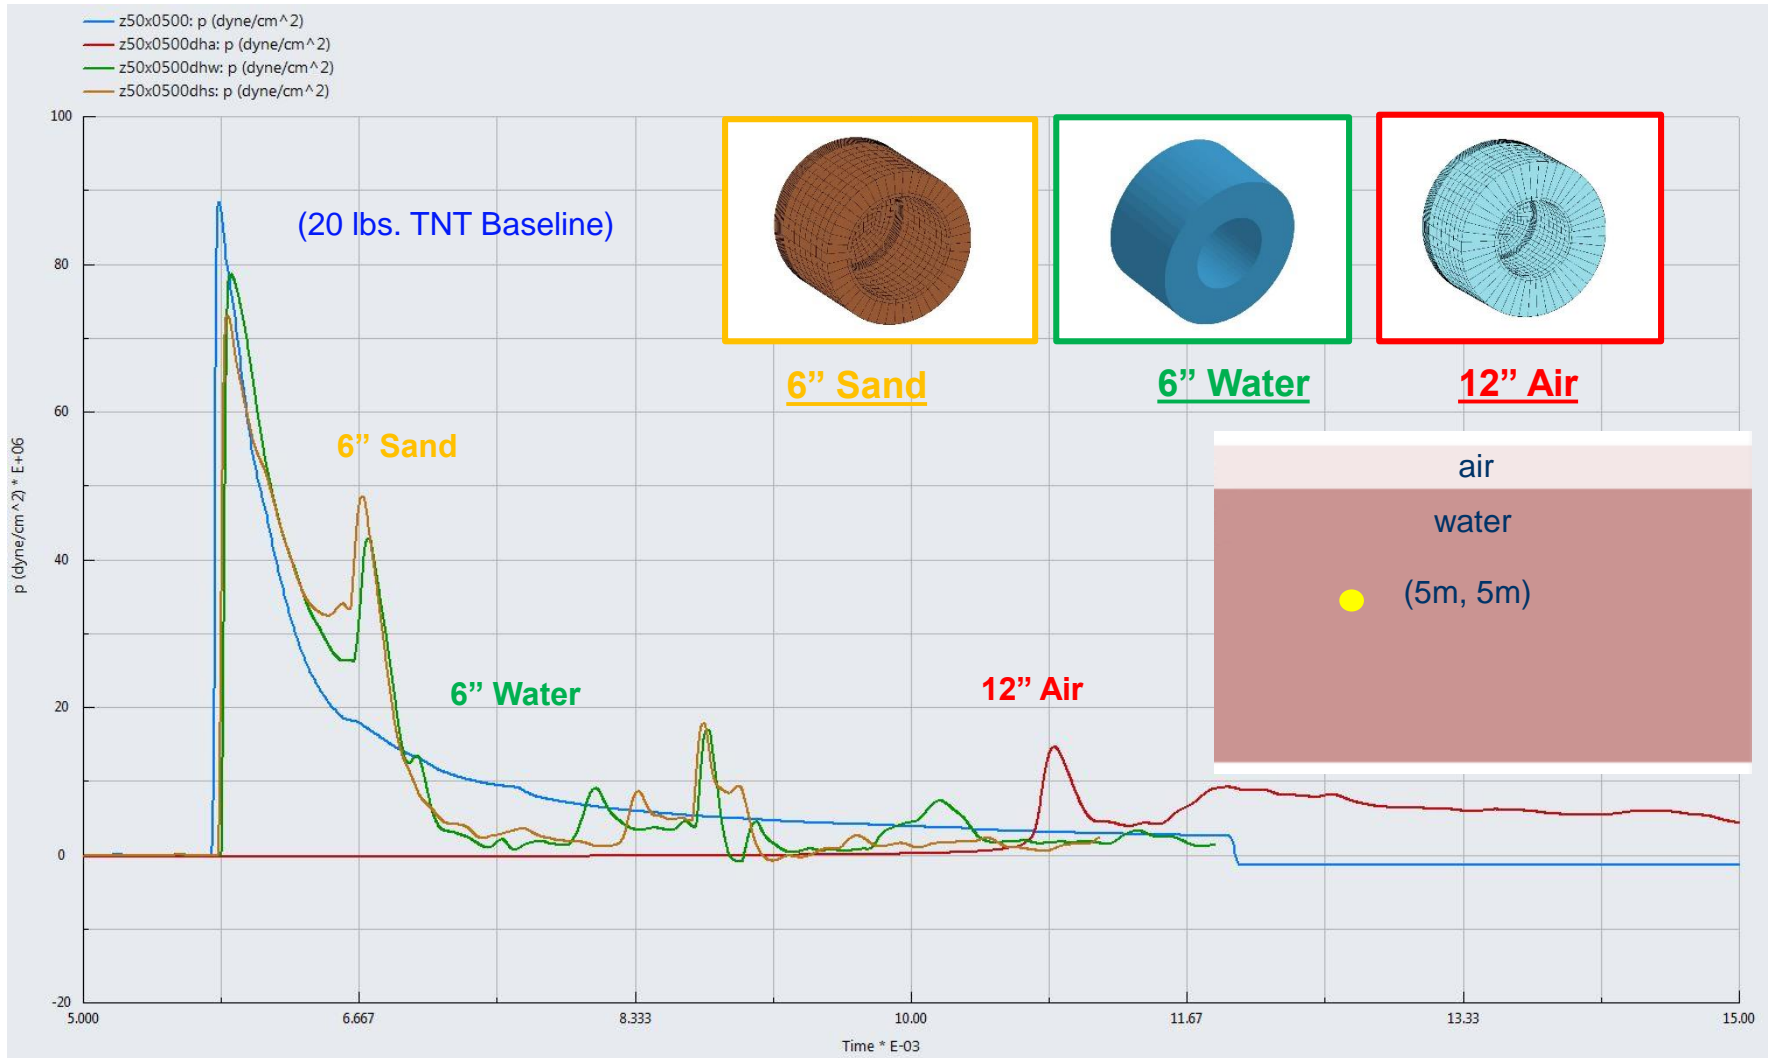 z50x0500: p (dyne/cm^2)
z50x0500dha: p (dyne/cm^2)
z50x0500dhw: p (dyne/cm^2)
z50x0500dhs: p (dyne/cm^2)
100
80
60
40
20
0
-20
p (dyne/cm^2) * E+06
(20 lbs. TNT Baseline)
6” Sand
6” Water
12” Air
6” Sand
6” Water
12” Air
air
water
(5m, 5m)
5.000
6.667
8.333
10.00
11.67
13.33
15.00
Time * E-03